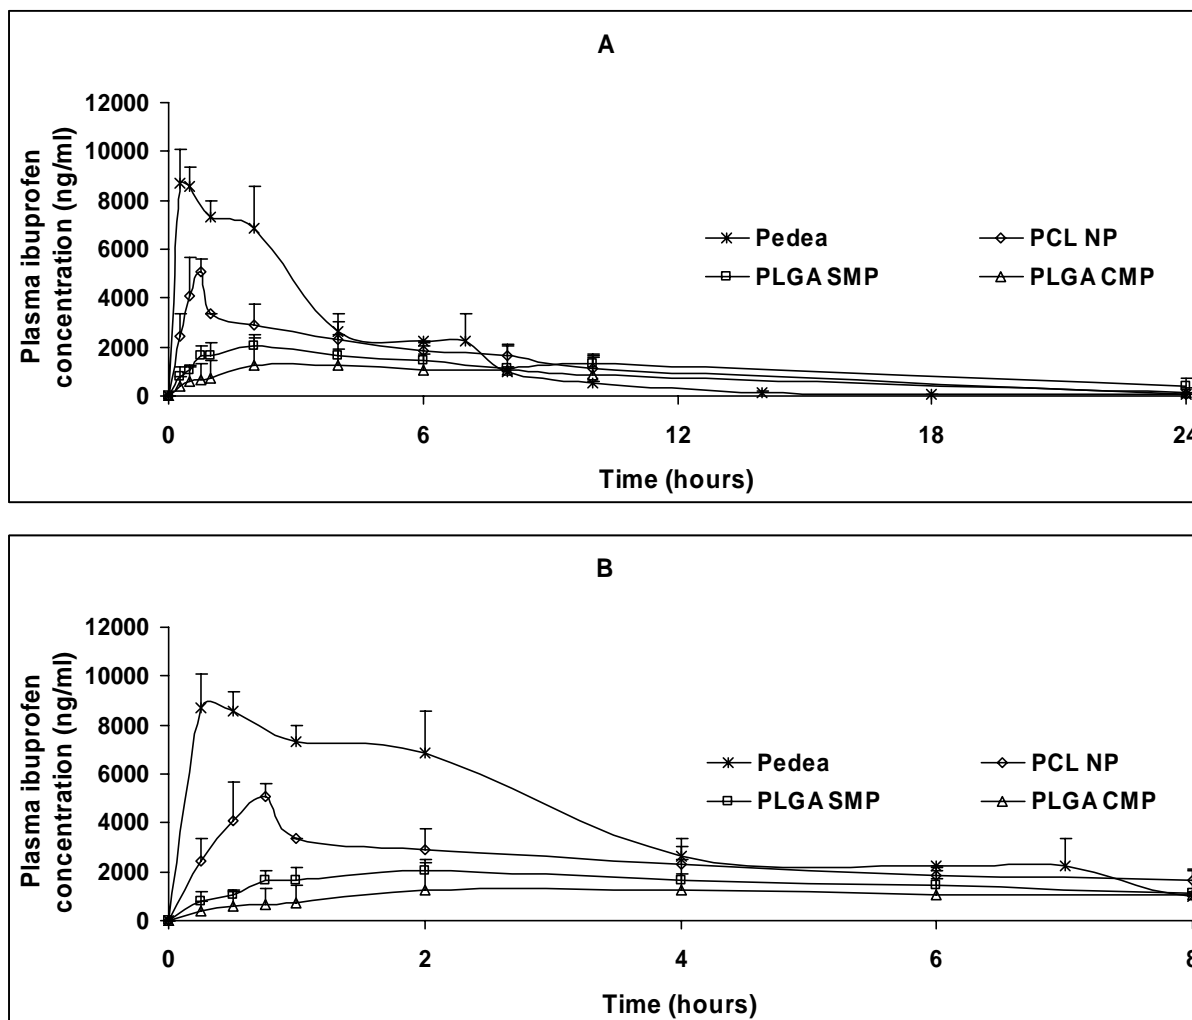 A
Plasma ibuprofen
concentration (ng/ml)
12000
10000
8000
6000
4000
2000
0
Pedea
PCL NP
PLGA SMP
PLGA CMP
0 6 12 18 24
Time (hours)
B
Plasma ibuprofen
concentration (ng/ml)
12000
10000
8000
6000
4000
2000
0
Pedea
PCL NP
PLGA SMP
PLGA CMP
0 2 4 6 8
Time (hours)